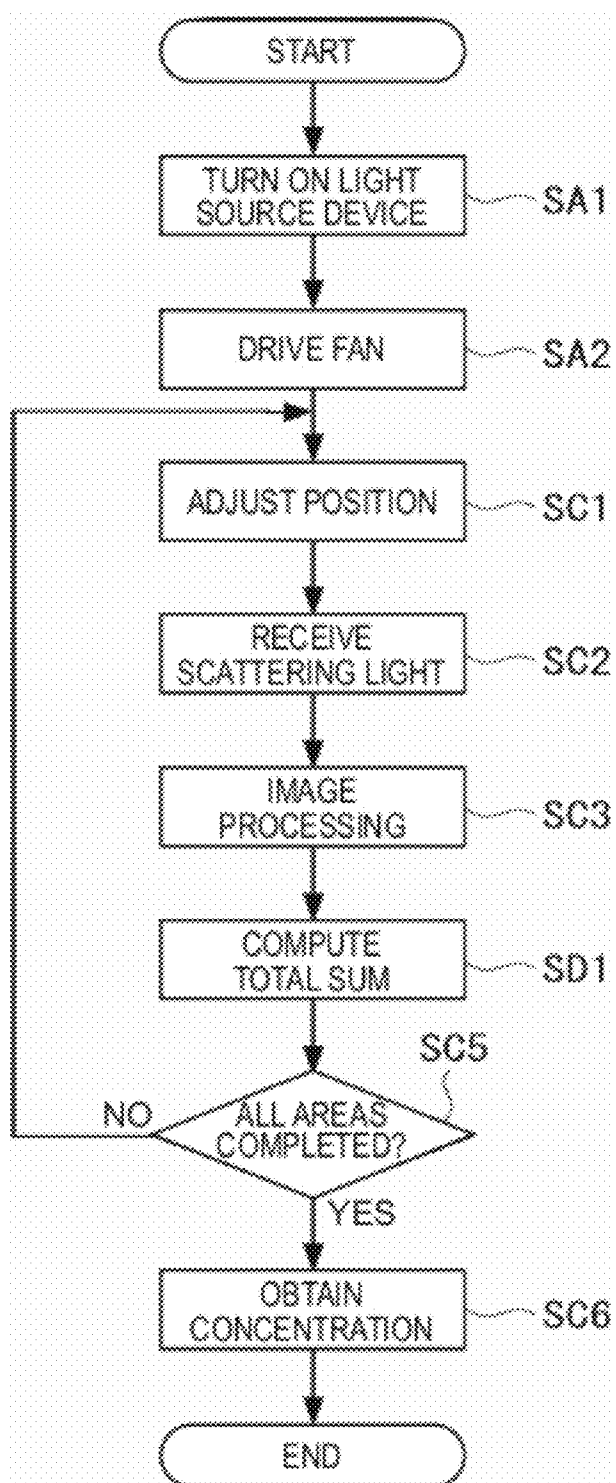 START
TURN ON LIGHT
SOURCE DEVICE
SA1
DRIVE FAN
SA2
ADJUST POSITION
SC1
RECEIVE
SCATTERING LIGHT
SC2
IMAGE
PROCESSING
SC3
COMPUTE
TOTAL SUM
SD1
SC5
NO
ALL AREAS
COMPLETED?
YES
OBTAIN
CONCENTRATION
SC6
END